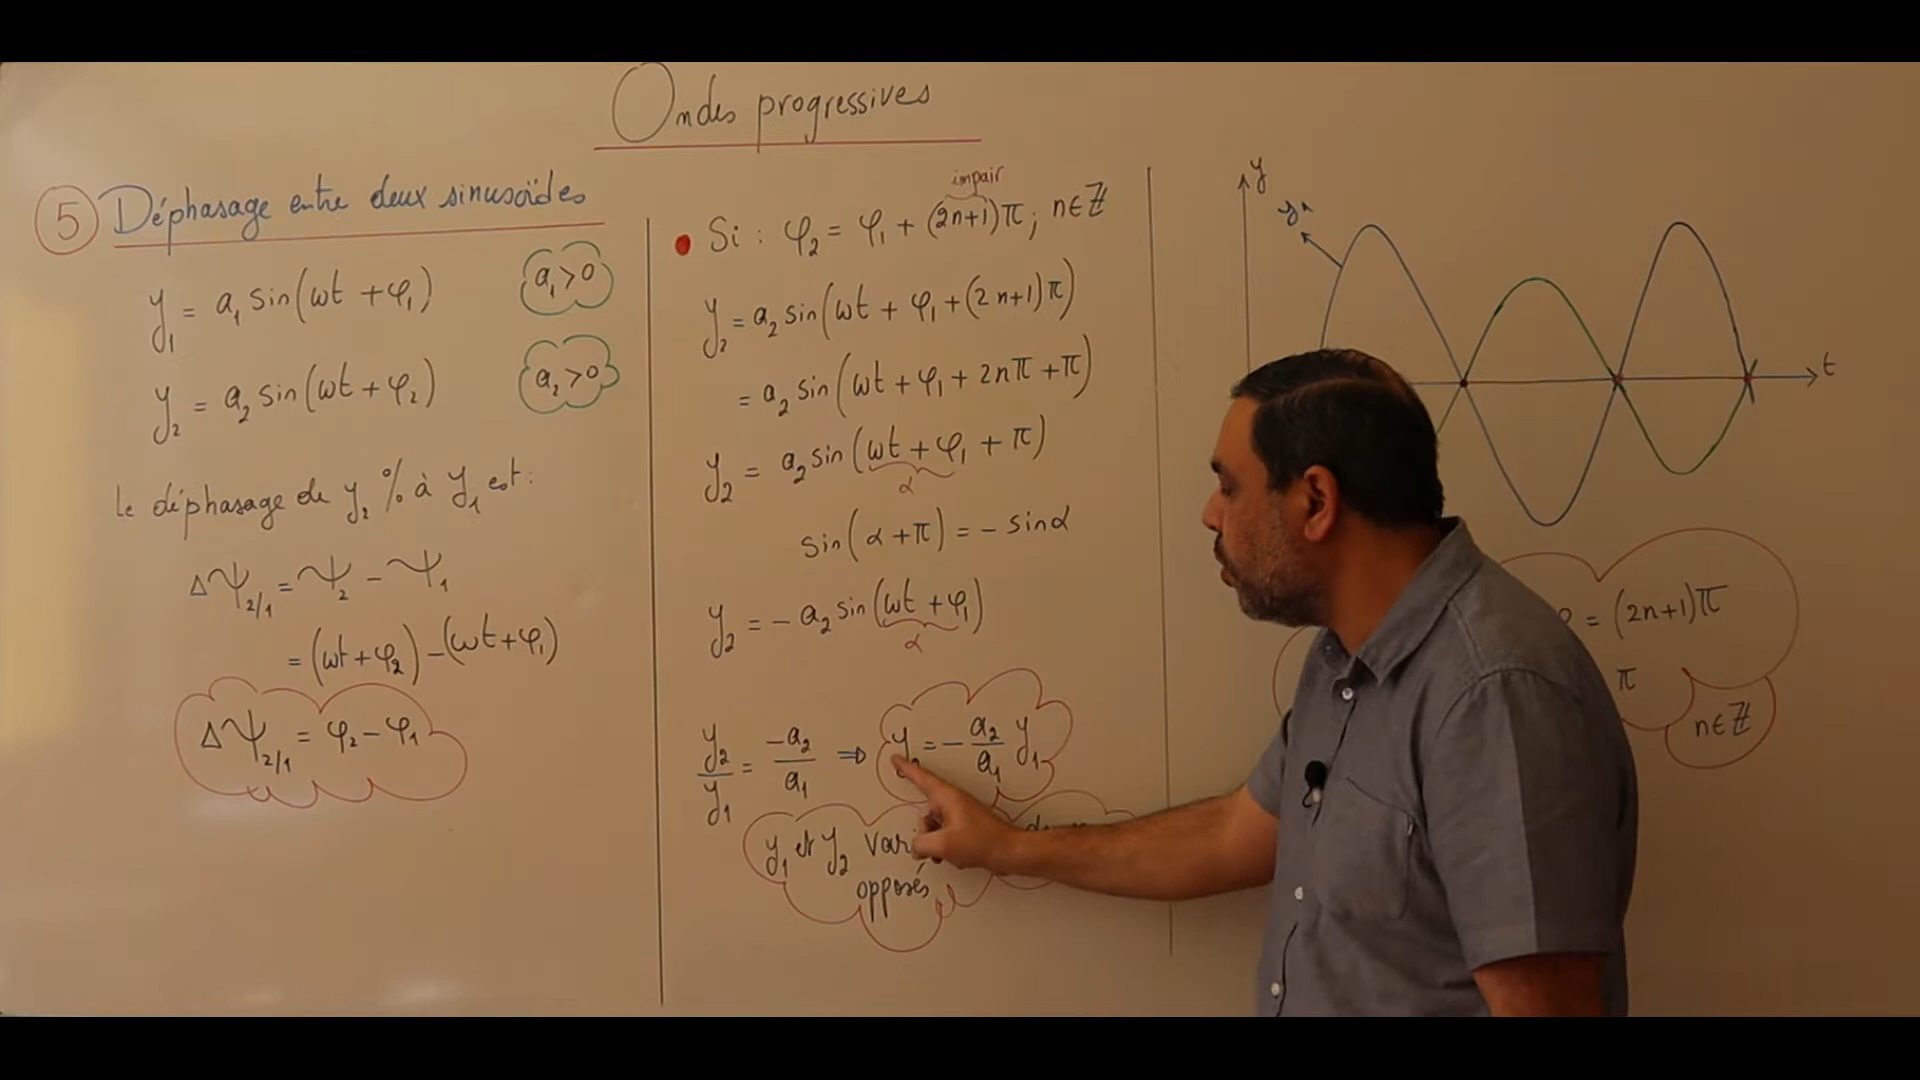 Ondes progressives
5 Déphasage entre deux sinusoïdes
y₁ = a₁ sin(ωt + φ₁)
a₁ > 0
y₂ = a₂ sin(ωt + φ₂)
a₂ > 0
le déphasage de y₂ % à y₁ est :
Δψ₂/₁ = ψ₂ - ψ₁
= (ωt + φ₂) - (ωt + φ₁)
Δψ₂/₁ = φ₂ - φ₁
impair
Si : φ₂ = φ₁ + (2n+1)π ; n∈ℤ
y₂ = a₂ sin(ωt + φ₁ + (2n+1)π)
= a₂ sin(ωt + φ₁ + 2nπ + π)
y₂ = a₂ sin(ωt + φ₁ + π)
α
sin(α + π) = - sinα
y₂ = - a₂ sin(ωt + φ₁)
α
y₂/y₁ = -a₂/a₁ ⇒ y₂ = - a₂/a₁ y₁
y₁ et y₂
opposés
y
t
= (2n+1)π
π
n∈ℤ